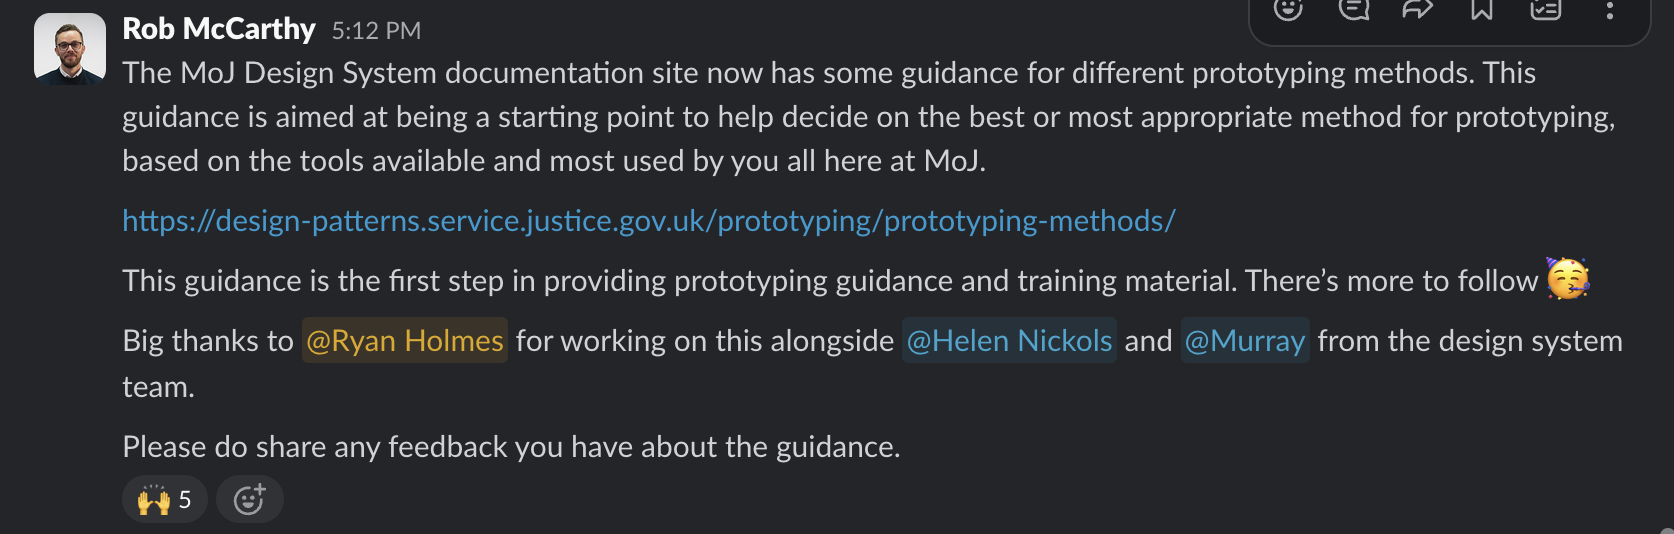 Rob McCarthy 5:12 PM
The MoJ Design System documentation site now has some guidance for different prototyping methods. This
guidance is aimed at being a starting point to help decide on the best or most appropriate method for prototyping,
based on the tools available and most used by you all here at MoJ.
https://design-patterns.service.justice.gov.uk/prototyping/prototyping-methods/
This guidance is the first step in providing prototyping guidance and training material. There’s more to follow 🥳
Big thanks to @Ryan Holmes for working on this alongside @Helen Nickols and @Murray from the design system
team.
Please do share any feedback you have about the guidance.
🙌 5